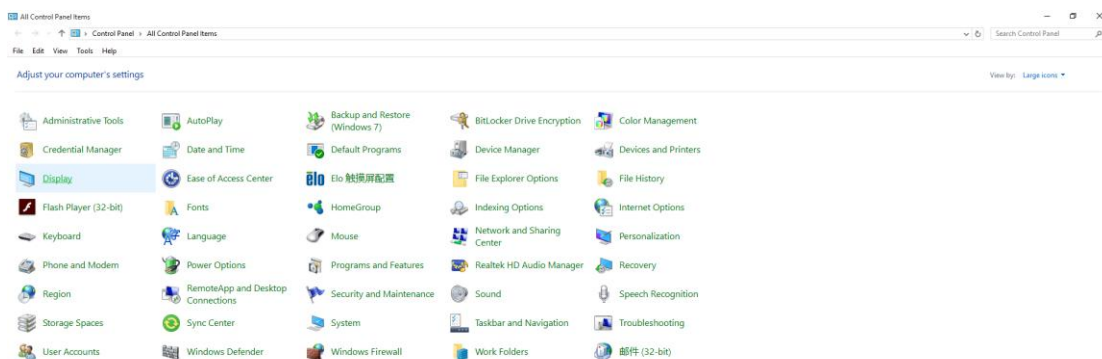 All Control Panel Items
Control Panel > All Control Panel Items
Search Control Panel
File Edit View Tools Help
Adjust your computer's settings
View by: Large icons
Administrative Tools
AutoPlay
Backup and Restore
(Windows 7)
BitLocker Drive Encryption
Color Management
Credential Manager
Date and Time
Default Programs
Device Manager
Devices and Printers
Display
Ease of Access Center
elo Elo 触摸屏配置
File Explorer Options
File History
Flash Player (32-bit)
Fonts
HomeGroup
Indexing Options
Internet Options
Keyboard
Language
Mouse
Network and Sharing
Center
Personalization
Phone and Modem
Power Options
Programs and Features
Realtek HD Audio Manager
Recovery
Region
RemoteApp and Desktop
Connections
Security and Maintenance
Sound
Speech Recognition
Storage Spaces
Sync Center
System
Taskbar and Navigation
Troubleshooting
User Accounts
Windows Defender
Windows Firewall
Work Folders
邮件 (32-bit)